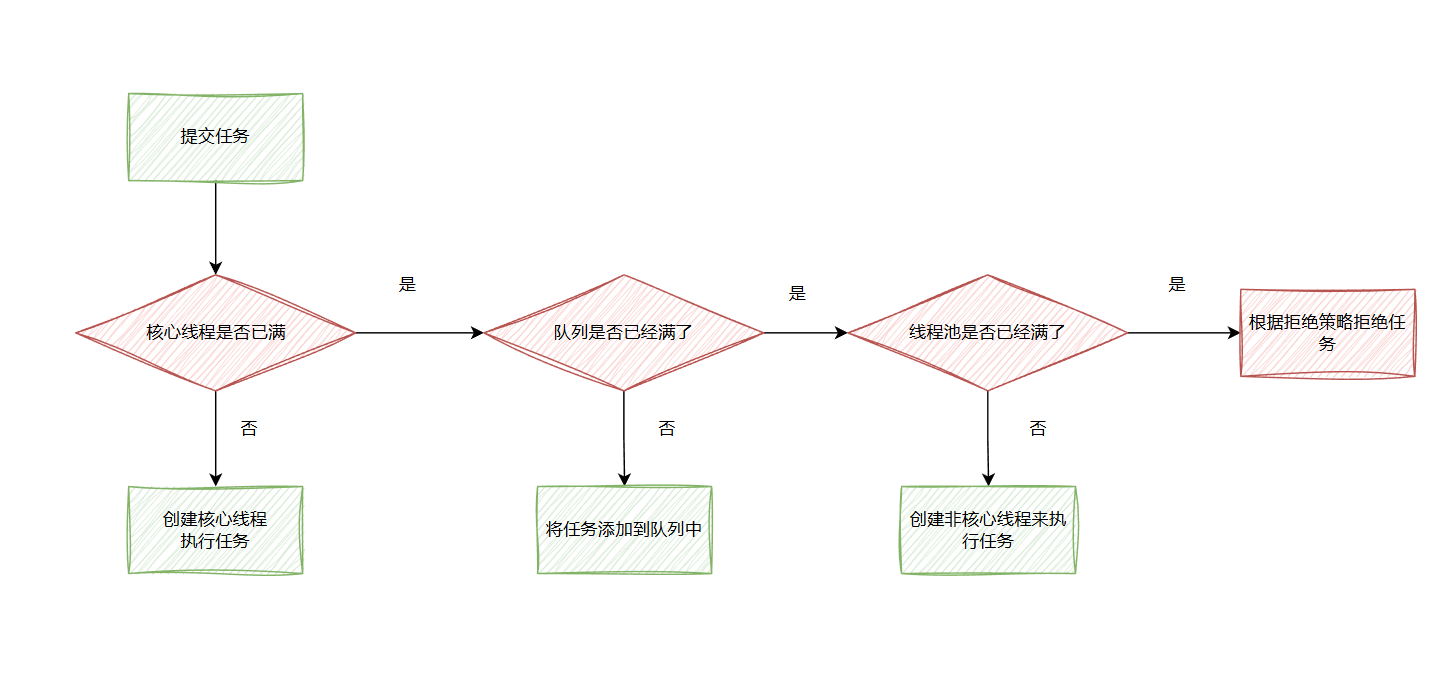 提交任务
核心线程是否已满
是
队列是否已经满了
是
线程池是否已经满了
是
根据拒绝策略拒绝任
务
否
否
否
创建核心线程
执行任务
将任务添加到队列中
创建非核心线程来执
行任务